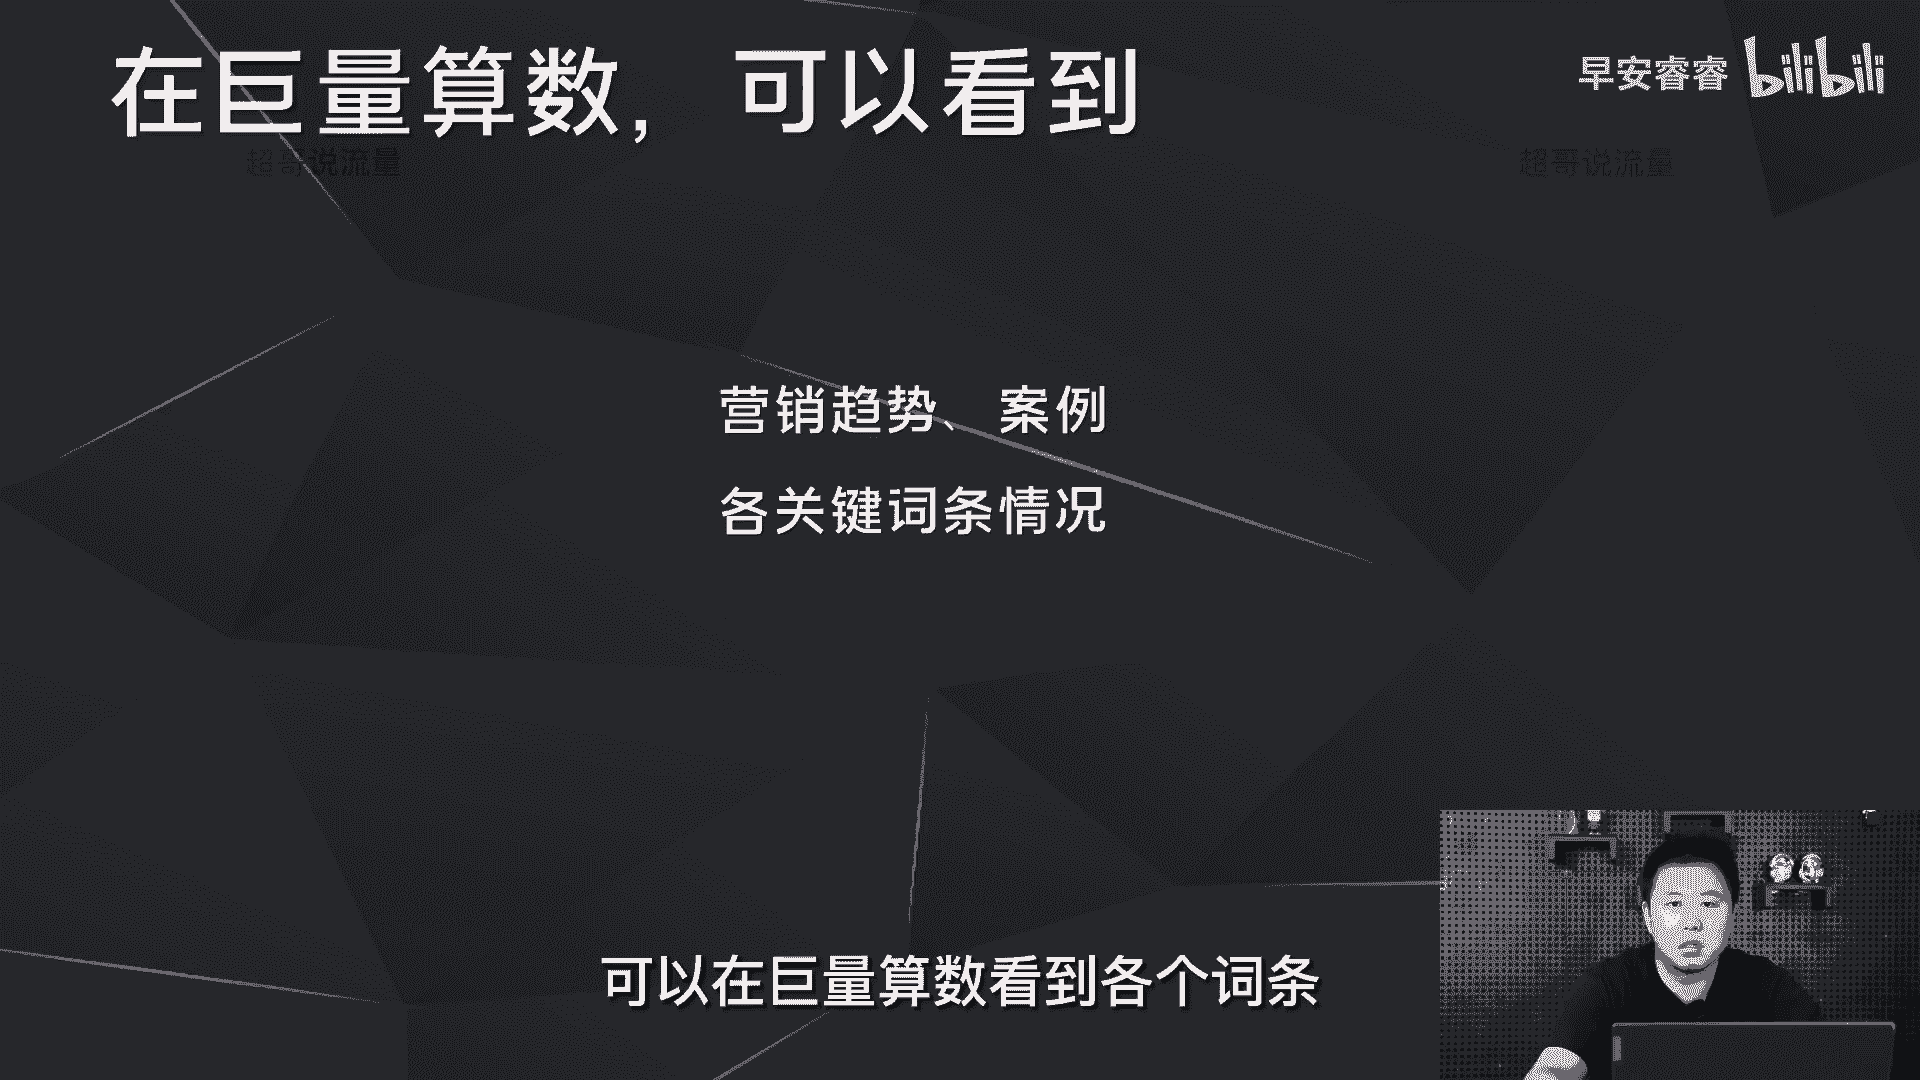 在巨量算数，可以看到
早安睿睿 bilibili
超哥说流量
超哥说流量
营销趋势、案例
各关键词条情况
可以在巨量算数看到各个词条